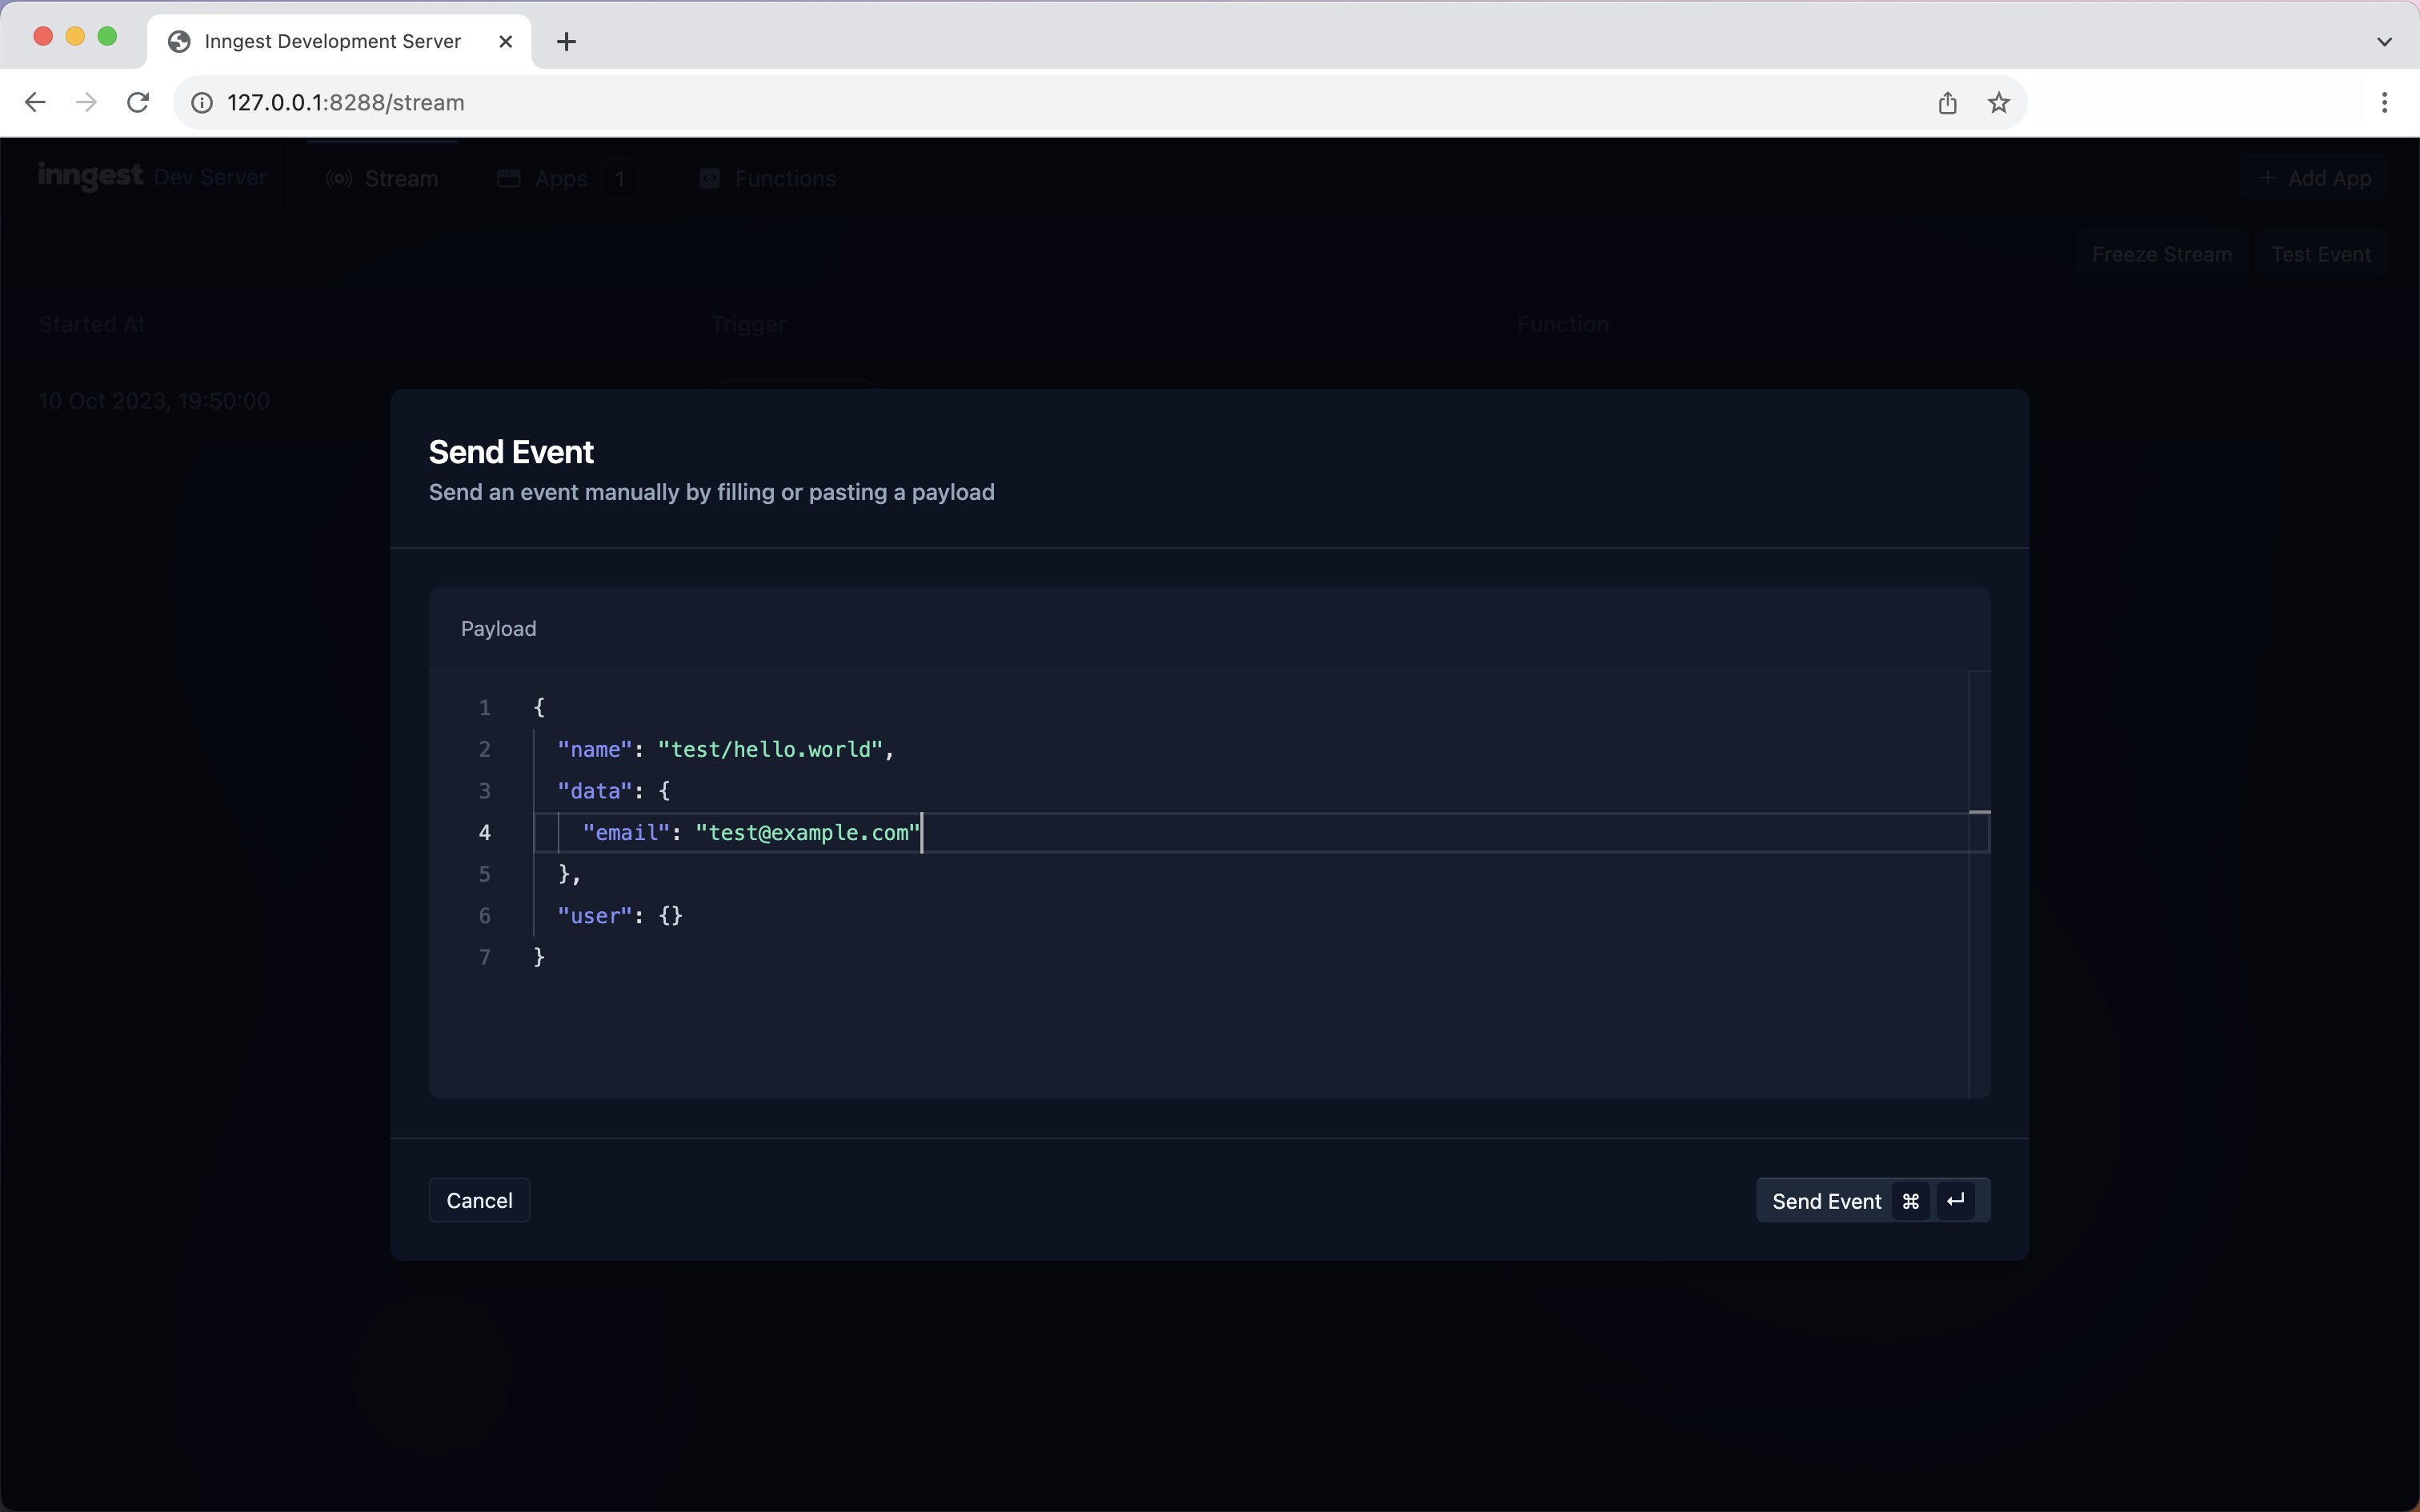 Inngest Development Server
127.0.0.1:8288/stream
inngest Dev Server Stream Apps 1 Functions + Add App
Freeze Stream Test Event
Started At Trigger Function
10 Oct 2023, 19:50:00
Send Event
Send an event manually by filling or pasting a payload
Payload
1 {
2 "name": "test/hello.world",
3 "data": {
4 "email": "test@example.com"
5 },
6 "user": {}
7 }
Cancel Send Event ⌘ ↵